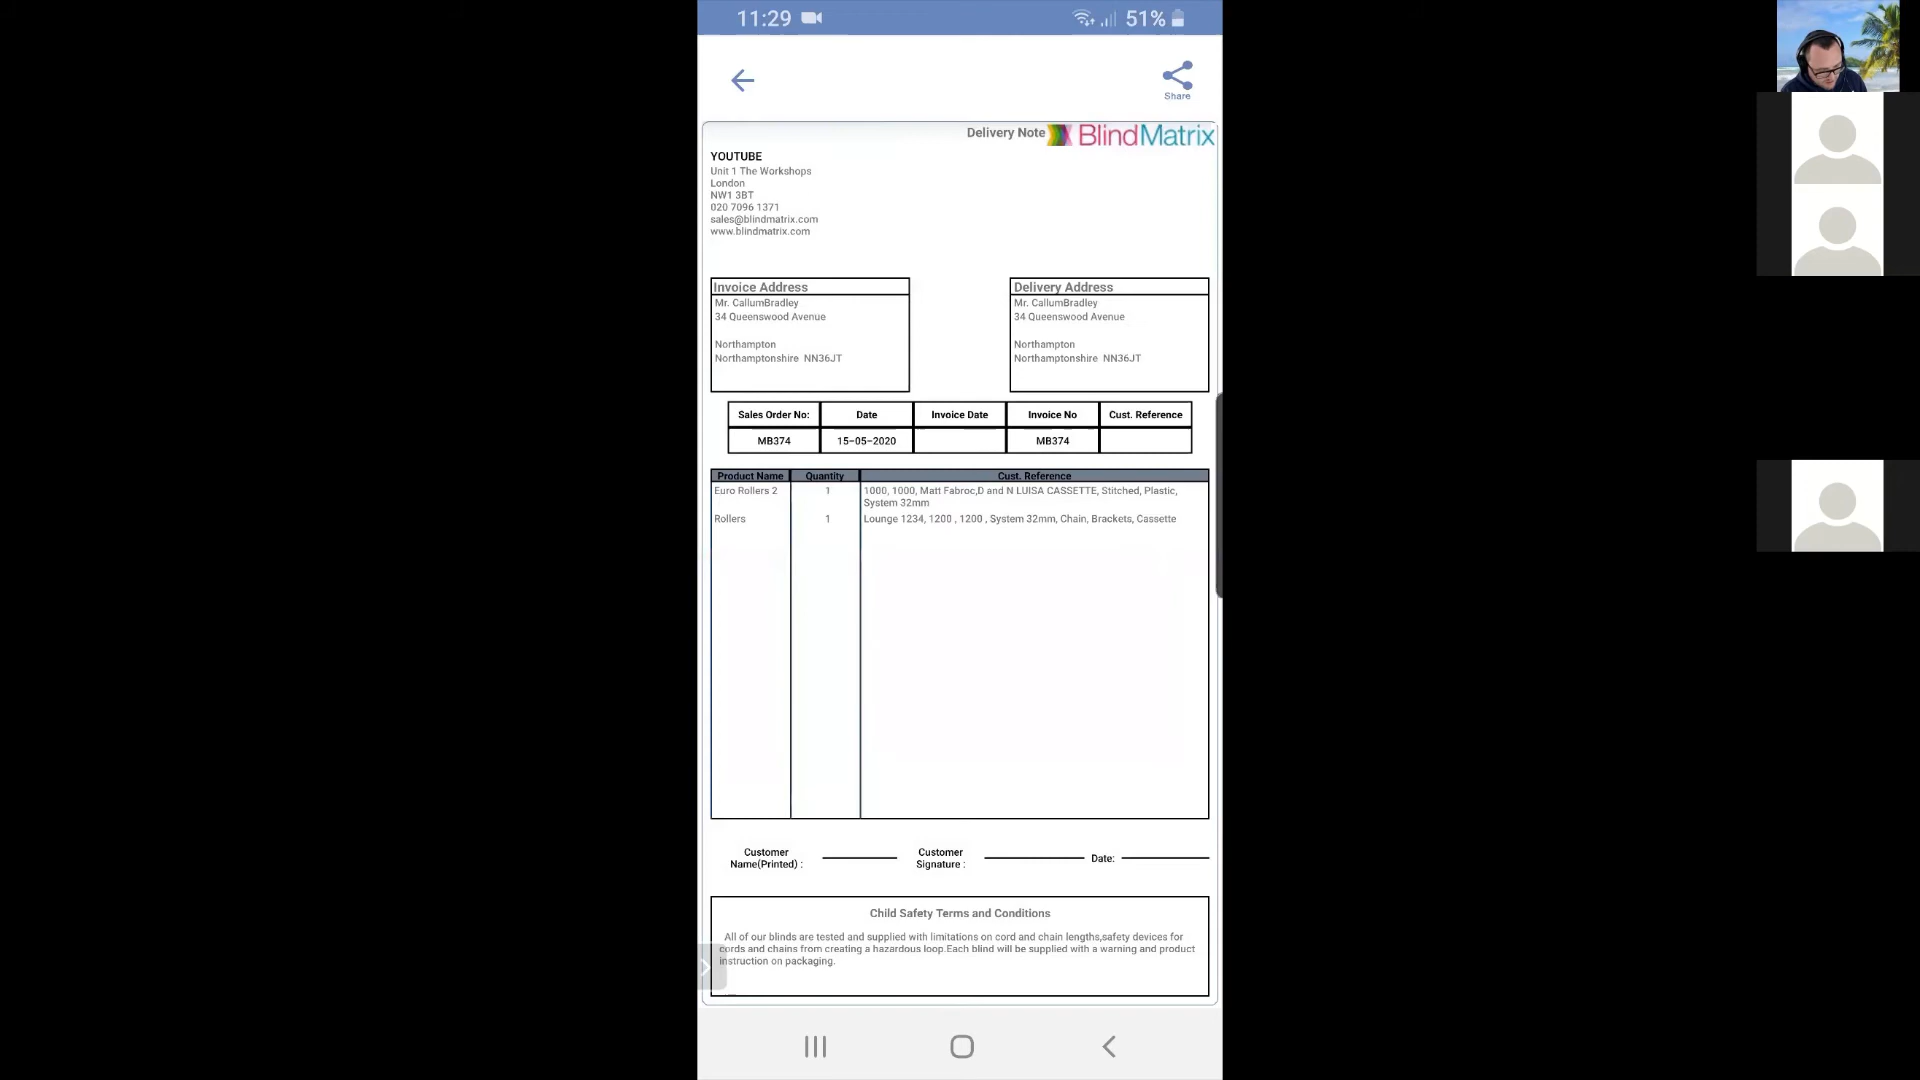 11:29
51%
Share
Delivery Note BlindMatrix
YOUTUBE
Unit 1 The Workshops
London
NW1 3BT
020 7096 1371
sales@blindmatrix.com
www.blindmatrix.com
Invoice Address
Mr. CallumBradley
34 Queenswood Avenue
Northampton
Northamptonshire NN36JT
Delivery Address
Mr. CallumBradley
34 Queenswood Avenue
Northampton
Northamptonshire NN36JT
Sales Order No: Date Invoice Date Invoice No Cust. Reference
MB374 15-05-2020 MB374
Product Name Quantity Cust. Reference
Euro Rollers 2 1 1000, 1000, Matt Fabroc,D and N LUISA CASSETTE, Stitched, Plastic,
System 32mm
Rollers 1 Lounge 1234, 1200 , 1200 , System 32mm, Chain, Brackets, Cassette
Customer
Name(Printed) :
Customer
Signature :
Date:
Child Safety Terms and Conditions
All of our blinds are tested and supplied with limitations on cord and chain lengths,safety devices for
cords and chains from creating a hazardous loop.Each blind will be supplied with a warning and product
instruction on packaging.